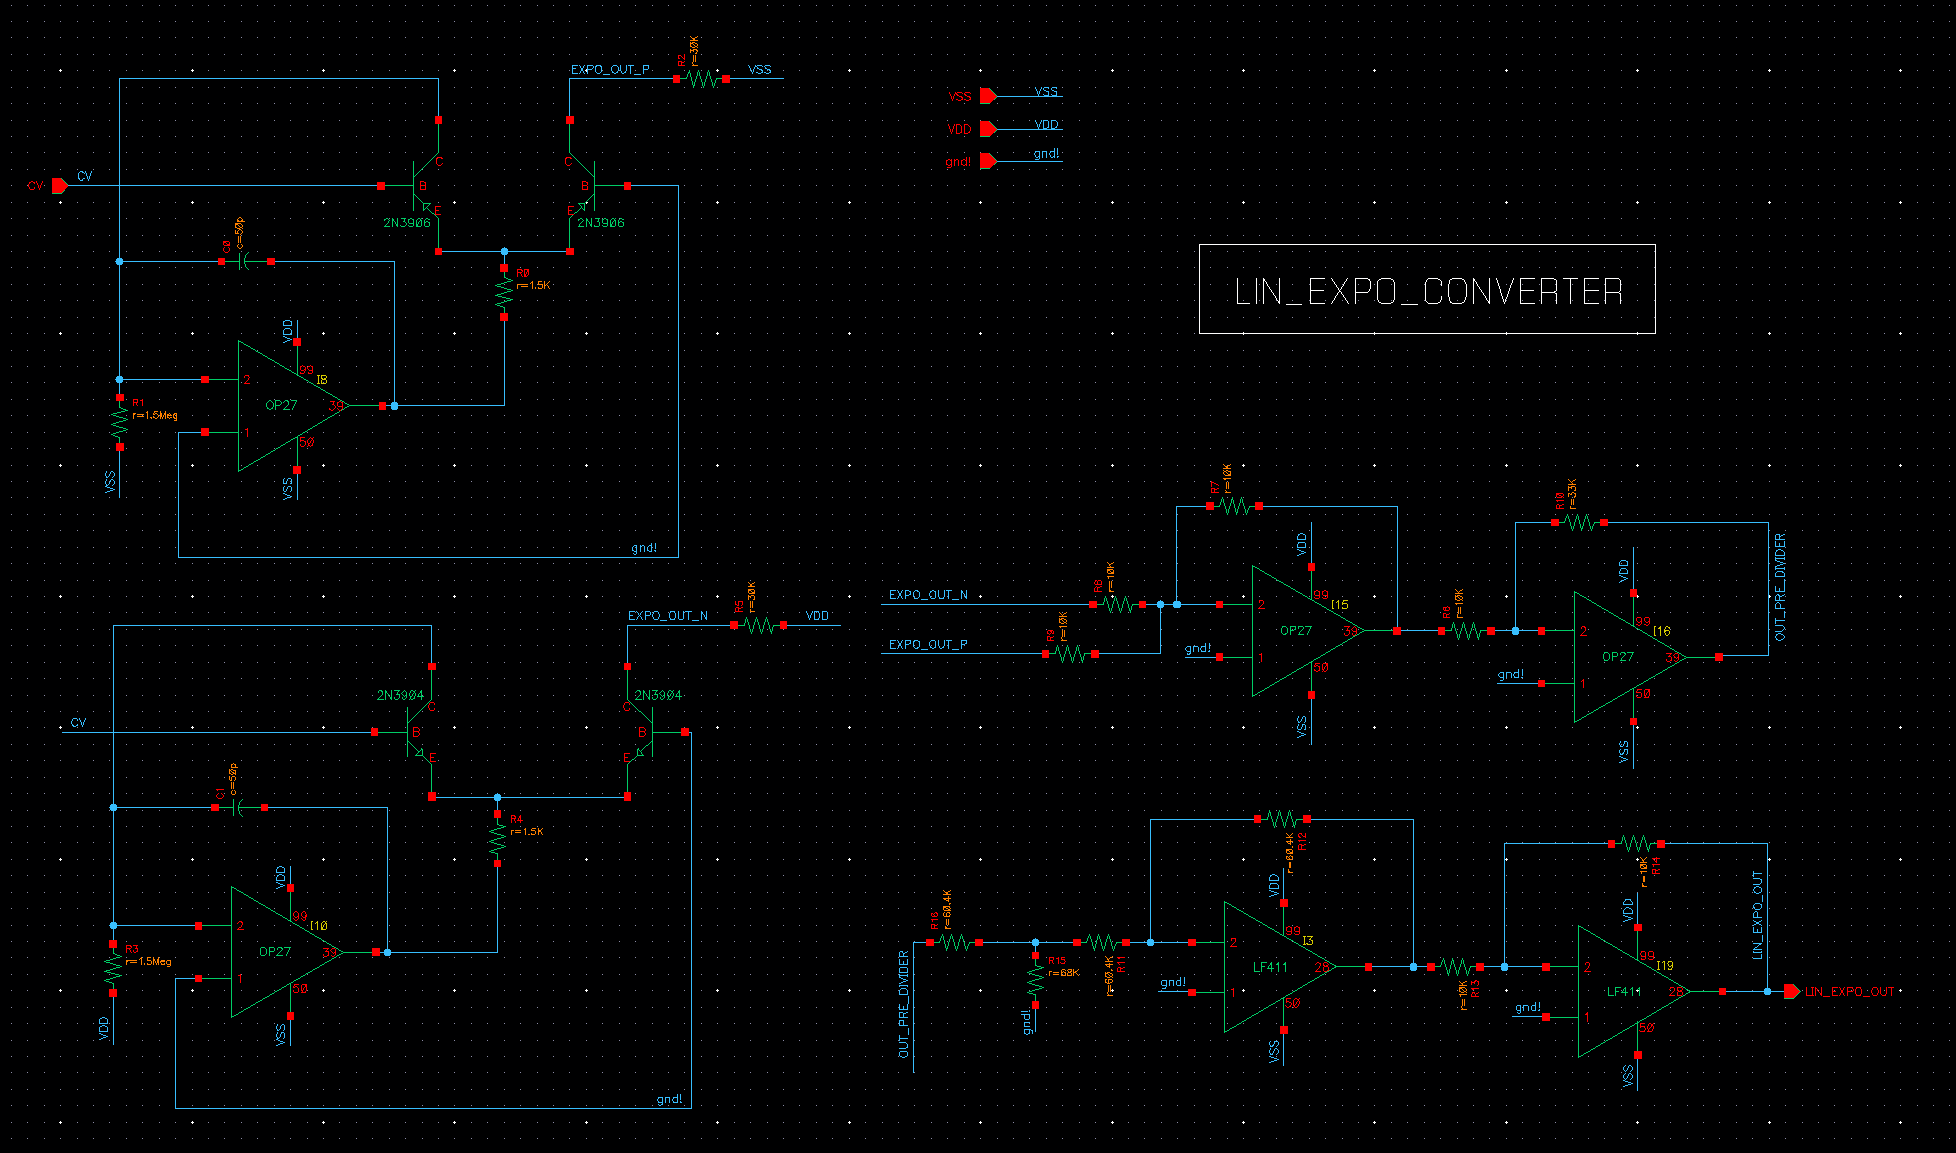 R2
r=30K
EXPO_OUT_P
VSS
VSS
VSS
VDD
VDD
gnd!
gnd!
CV
CV
C
B
E
2N3906
C
B
E
2N3906
C0
c=50p
R0
r=1.5K
LIN_EXPO_CONVERTER
VDD
99
I8
2
OP27
39
1
50
VSS
R1
r=1.5Meg
VSS
gnd!
R5
r=30K
EXPO_OUT_N
VDD
2N3904
C
B
E
2N3904
C
B
E
CV
C1
c=50p
R4
r=1.5K
VDD
99
I10
2
OP27
39
1
50
VSS
R3
r=1.5Meg
VDD
gnd!
R7
r=10K
R10
r=33K
VDD
VDD
OUT_PRE_DIVIDER
EXPO_OUT_N
r=10K
EXPO_OUT_P
R9
r=10K
gnd!
2
99
I15
OP27
39
1
50
VSS
r=10K
gnd!
2
99
I16
OP27
39
1
50
VSS
r=60.4K
R12
r=10K
R14
VDD
VDD
LIN_EXPO_OUT
R16
r=60.4K
OUT_PRE_DIVIDER
R15
r=68K
gnd!
r=60.4K
R11
gnd!
2
99
I3
LF411
28
1
50
VSS
r=10K
R13
gnd!
2
99
I19
LF411
28
1
50
VSS
LIN_EXPO_OUT